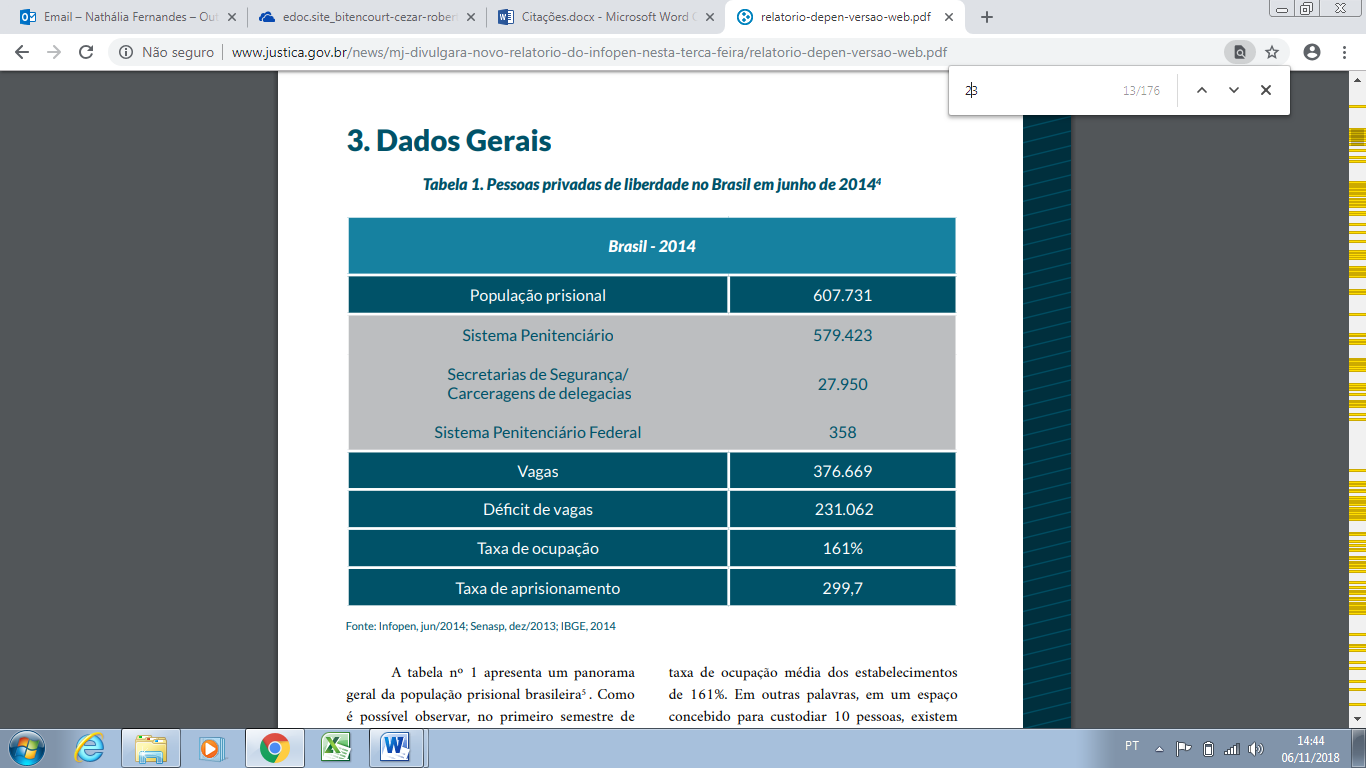 Email – Nathália Fernandes – Out
edoc.site_bitencourt-cezar-rober
Citações.docx - Microsoft Word O
relatorio-depen-versao-web.pdf
Não seguro
www.justica.gov.br/news/mj-divulgara-novo-relatorio-do-infopen-nesta-terca-feira/relatorio-depen-versao-web.pdf
23
13/176
3. Dados Gerais
Tabela 1. Pessoas privadas de liberdade no Brasil em junho de 2014⁴
Brasil - 2014
População prisional 607.731
Sistema Penitenciário 579.423
Secretarias de Segurança/
Carceragens de delegacias 27.950
Sistema Penitenciário Federal 358
Vagas 376.669
Déficit de vagas 231.062
Taxa de ocupação 161%
Taxa de aprisionamento 299,7
Fonte: Infopen, jun/2014; Senasp, dez/2013; IBGE, 2014
A tabela nº 1 apresenta um panorama
geral da população prisional brasileira⁵ . Como
é possível observar, no primeiro semestre de
taxa de ocupação média dos estabelecimentos
de 161%. Em outras palavras, em um espaço
concebido para custodiar 10 pessoas, existem
PT
14:44
06/11/2018